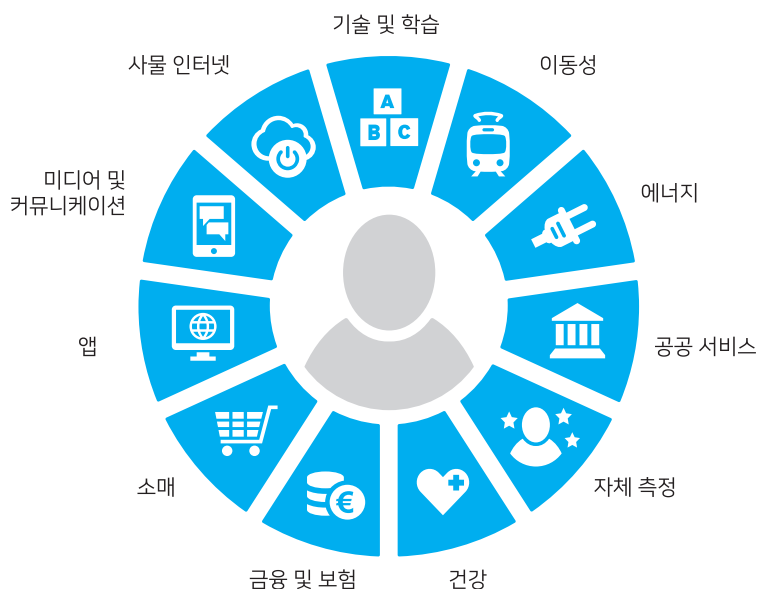 기술 및 학습
사물 인터넷
이동성
A
B C
미디어 및
커뮤니케이션
에너지
앱
공공 서비스
소매
자체 측정
€
금융 및 보험
건강